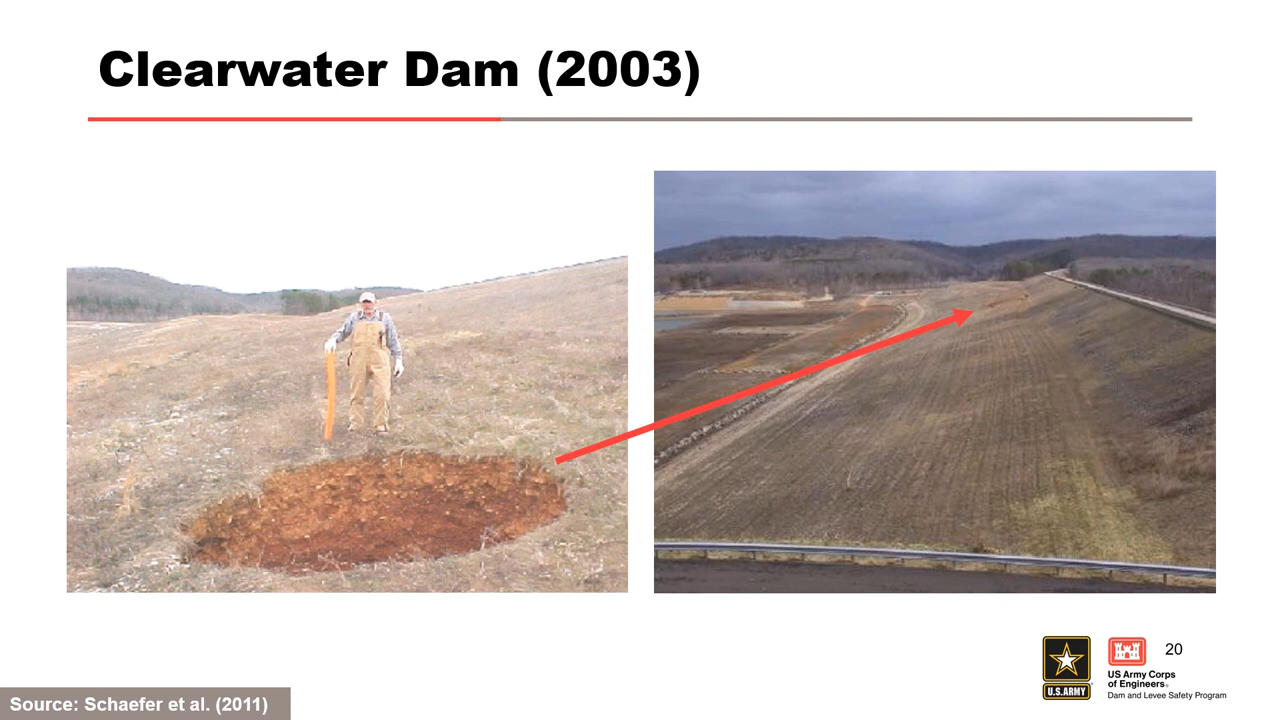 Clearwater Dam (2003)
20
U.S.ARMY
US Army Corps
of Engineers®
Dam and Levee Safety Program
Source: Schaefer et al. (2011)